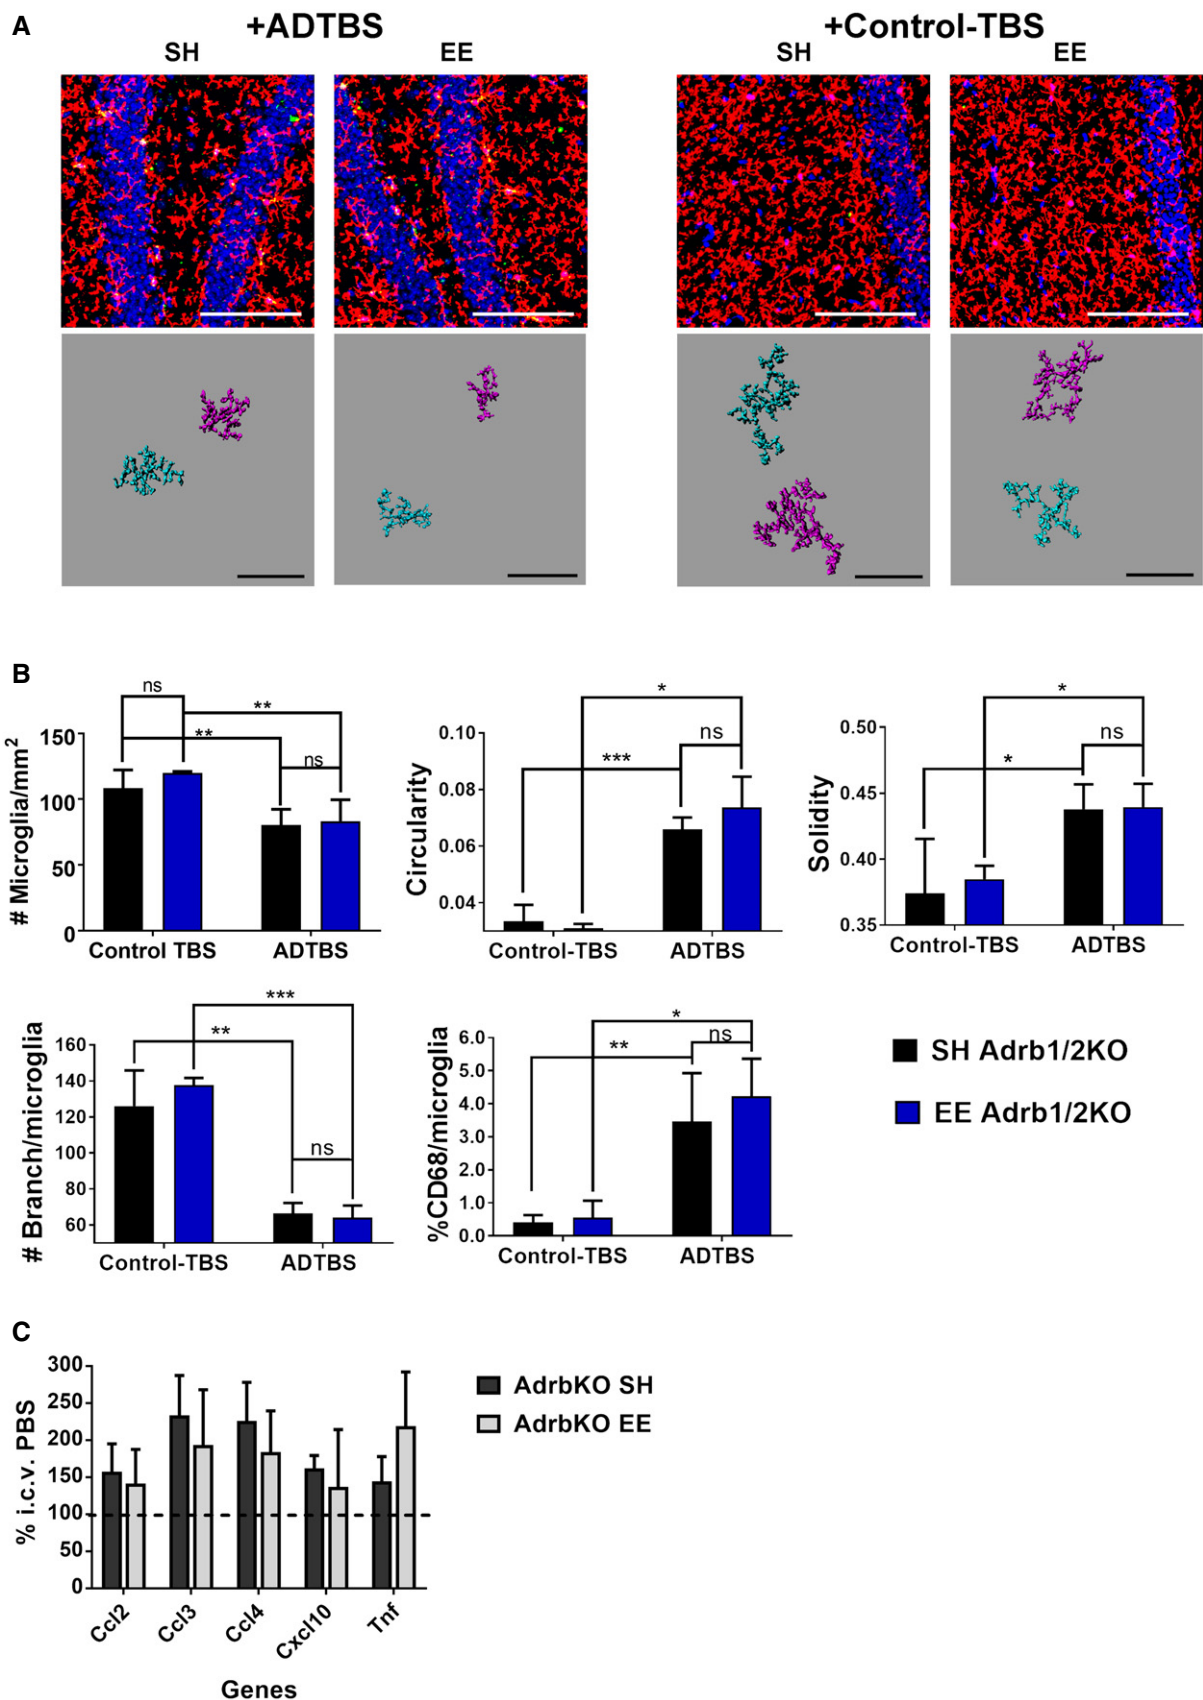 A
+ADTBS
+Control-TBS
SH
EE
SH
EE
B
# Microglia/mm²
150
100
50
0
ns
**
**
ns
Control TBS
ADTBS
Circularity
0.10
0.08
0.06
0.04
*
***
ns
Control-TBS
ADTBS
Solidity
0.50
0.45
0.40
0.35
*
*
ns
Control-TBS
ADTBS
# Branch/microglia
160
140
120
100
80
60
***
**
ns
Control-TBS
ADTBS
%CD68/microglia
6.0
5.0
4.0
3.0
2.0
1.0
0.0
*
**
ns
Control-TBS
ADTBS
SH Adrb1/2KO
EE Adrb1/2KO
C
% i.c.v. PBS
300
250
200
150
100
50
0
AdrbKO SH
AdrbKO EE
Ccl2
Ccl3
Ccl4
Cxcl10
Tnf
Genes